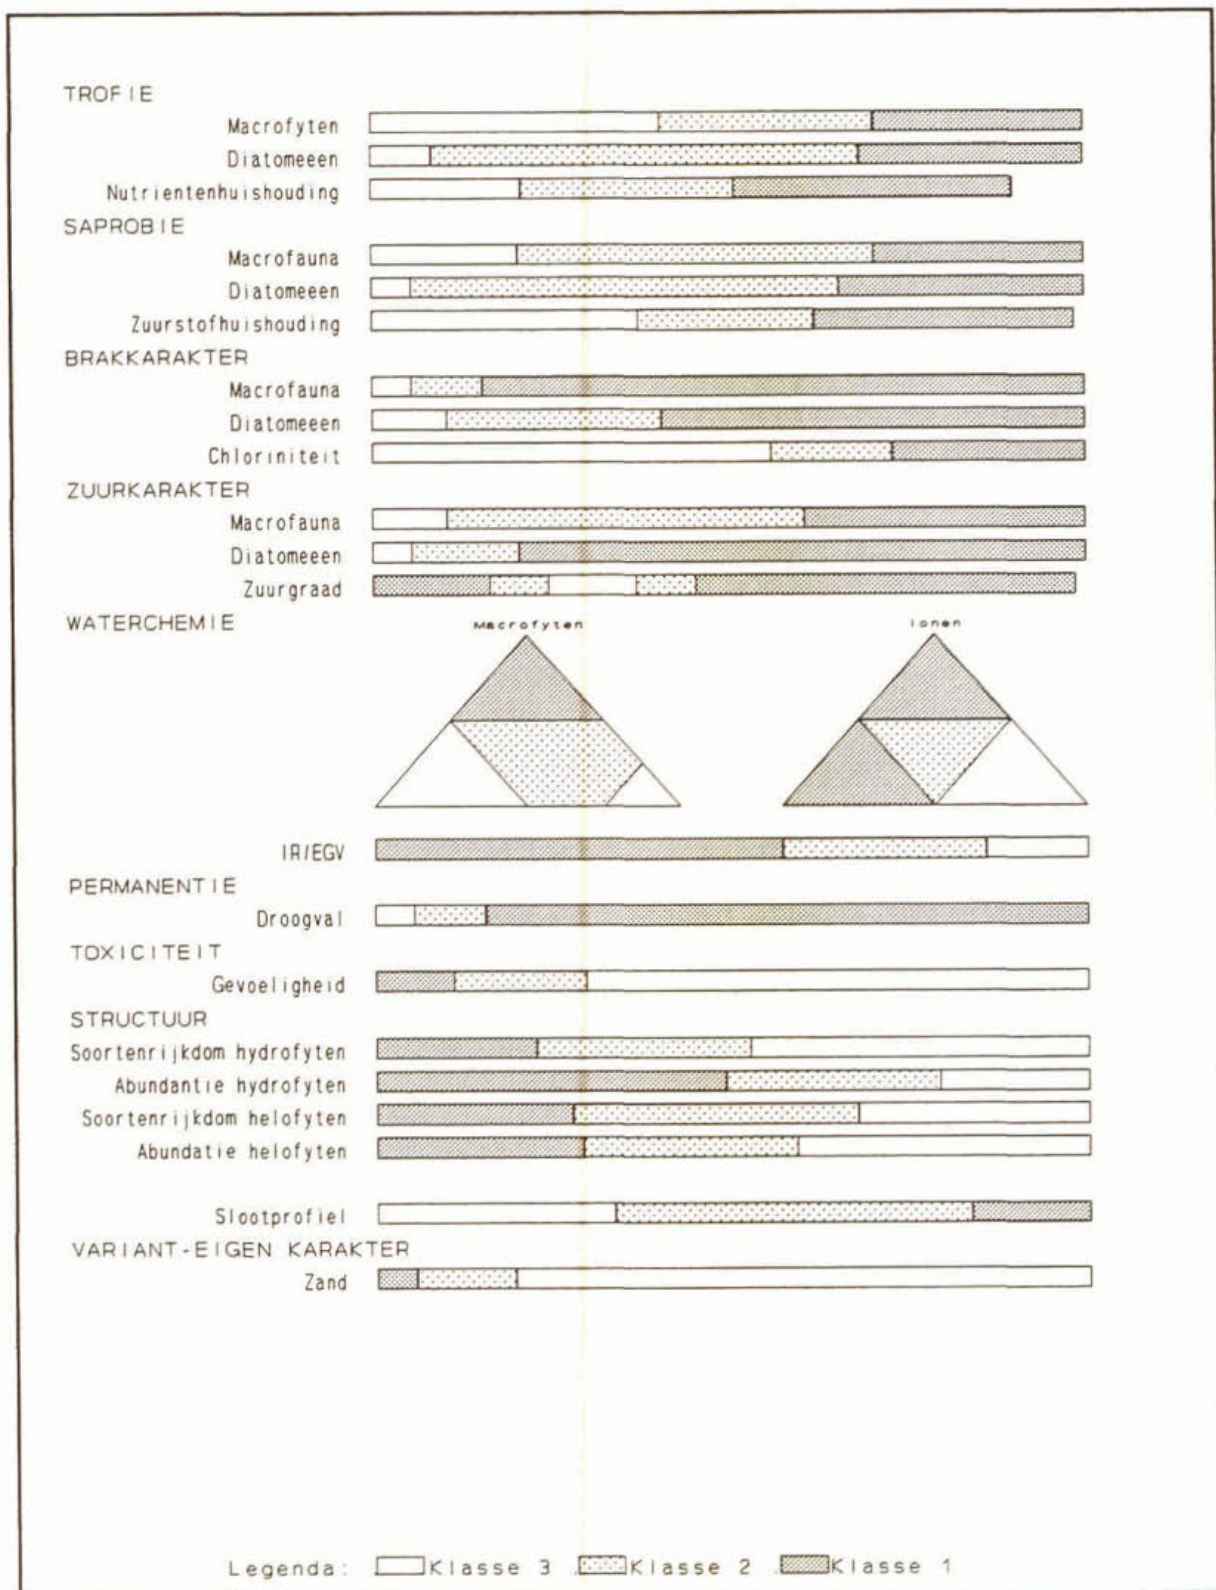 TROFIE
Macrofyten
Diatomeeen
Nutrientenhuishouding
SAPROBIE
Macrofauna
Diatomeeen
Zuurstofhuishouding
BRAKKARAKTER
Macrofauna
Diatomeeen
Chloriniteit
ZUURKARAKTER
Macrofauna
Diatomeeen
Zuurgraad
WATERCHEMIE
Macrofyten
Ionen
IR/EGV
PERMANENTIE
Droogval
TOXICITEIT
Gevoeligheid
STRUCTUUR
Soortenrijkdom hydrofyten
Abundantie hydrofyten
Soortenrijkdom helofyten
Abundatie helofyten
Slootprofiel
VARIANT-EIGEN KARAKTER
Zand
Legenda: Klasse 3 Klasse 2 Klasse 1